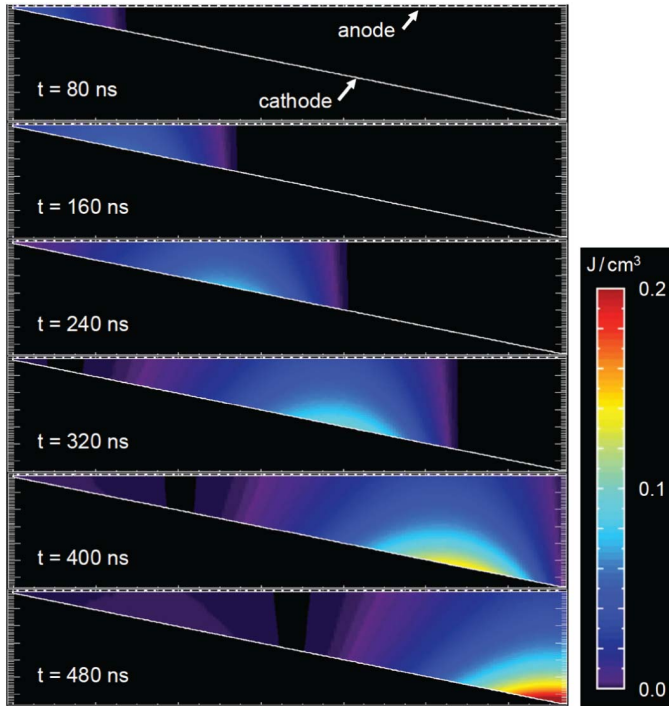 anode
t = 80 ns
cathode
t = 160 ns
J / cm³
0.2
t = 240 ns
t = 320 ns
0.1
t = 400 ns
t = 480 ns
0.0